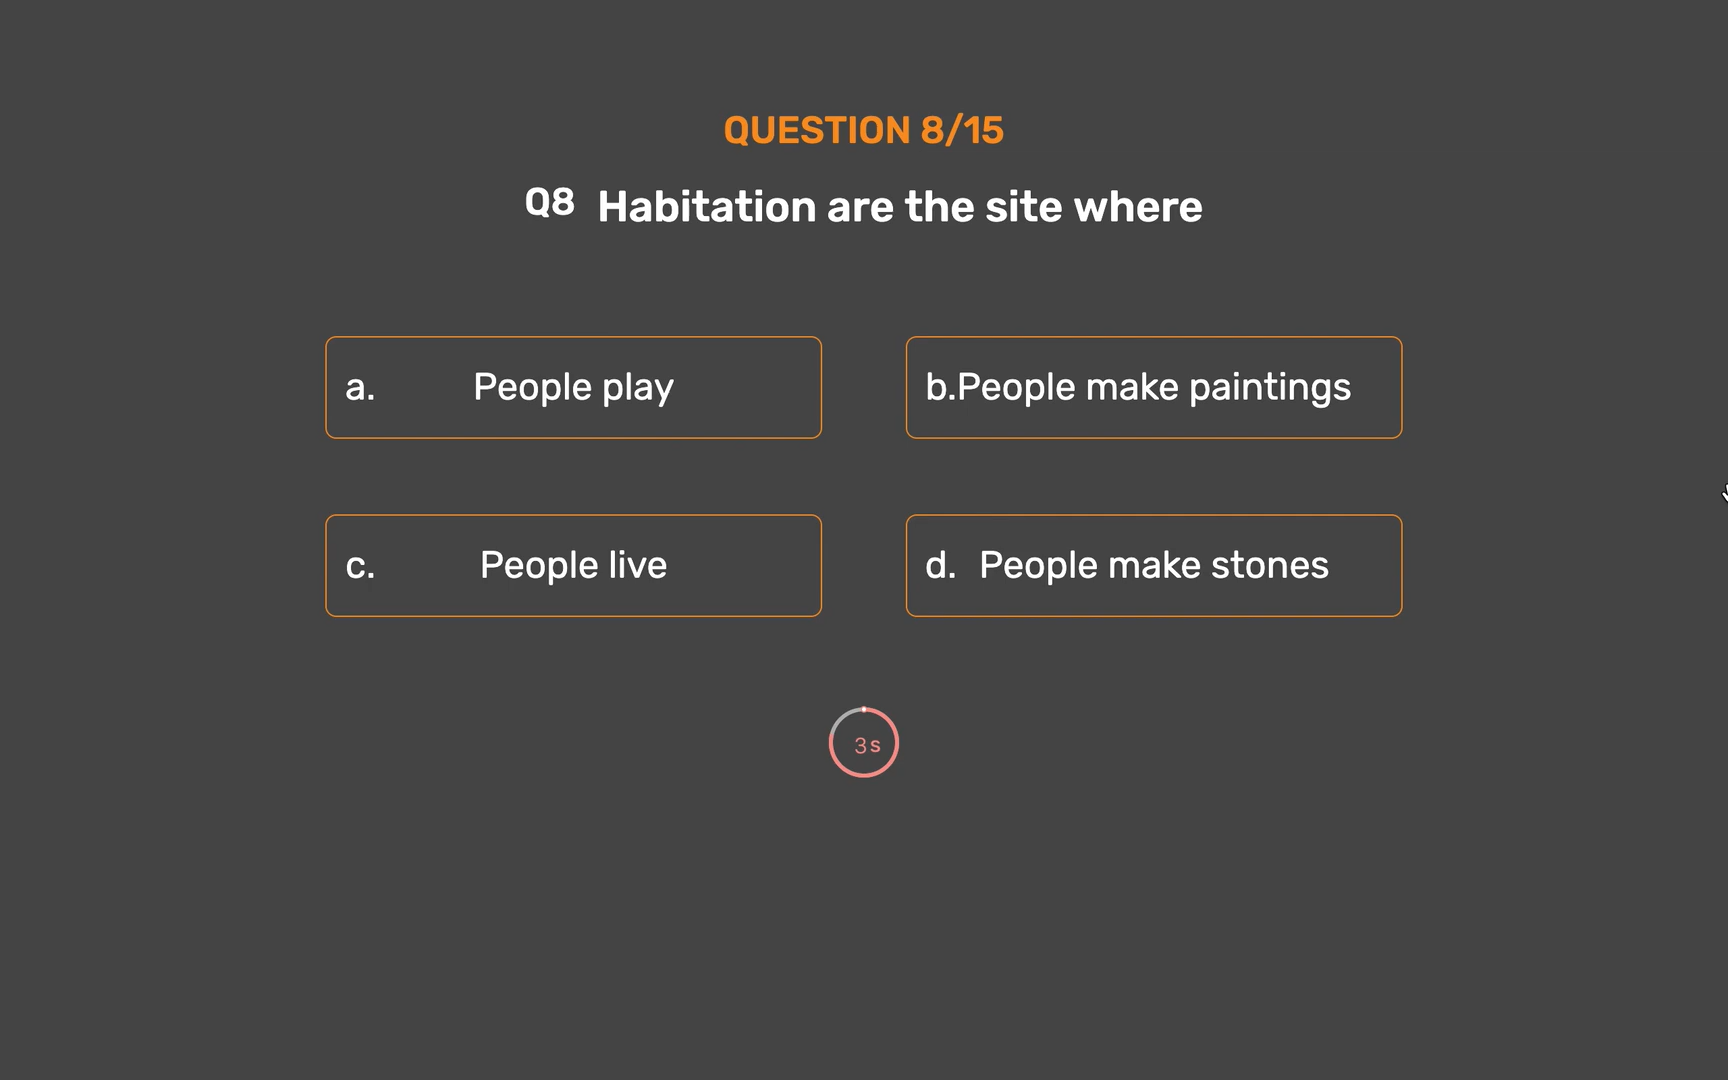 QUESTION 8/15
Q8 Habitation are the site where
a. People play
b.People make paintings
c. People live
d. People make stones
3 s